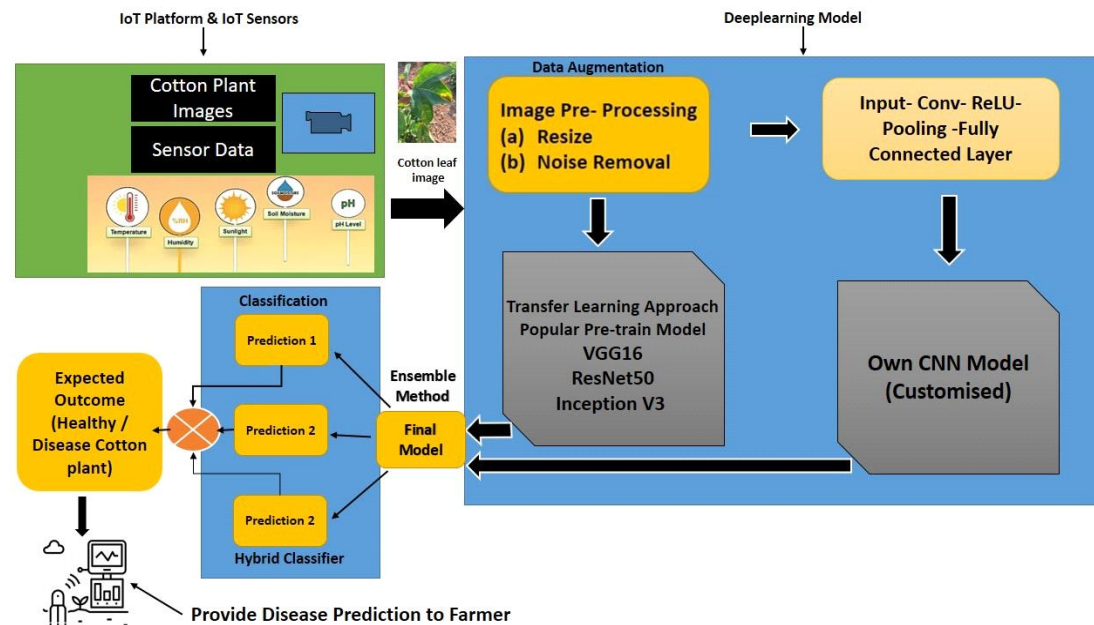 IoT Platform & IoT Sensors
Deeplearning Model
Cotton Plant
Images
Sensor Data
Temperature
%RH
Humidity
Sunlight
SOIL MOISTURE
Soil Moisture
pH
pH Level
Cotton leaf
image
Data Augmentation
Image Pre- Processing
(a) Resize
(b) Noise Removal
Input- Conv- ReLU-
Pooling -Fully
Connected Layer
Transfer Learning Approach
Popular Pre-train Model
VGG16
ResNet50
Inception V3
Own CNN Model
(Customised)
Ensemble
Method
Final
Model
Classification
Prediction 1
Prediction 2
Prediction 2
Hybrid Classifier
Expected
Outcome
(Healthy /
Disease Cotton
plant)
Provide Disease Prediction to Farmer